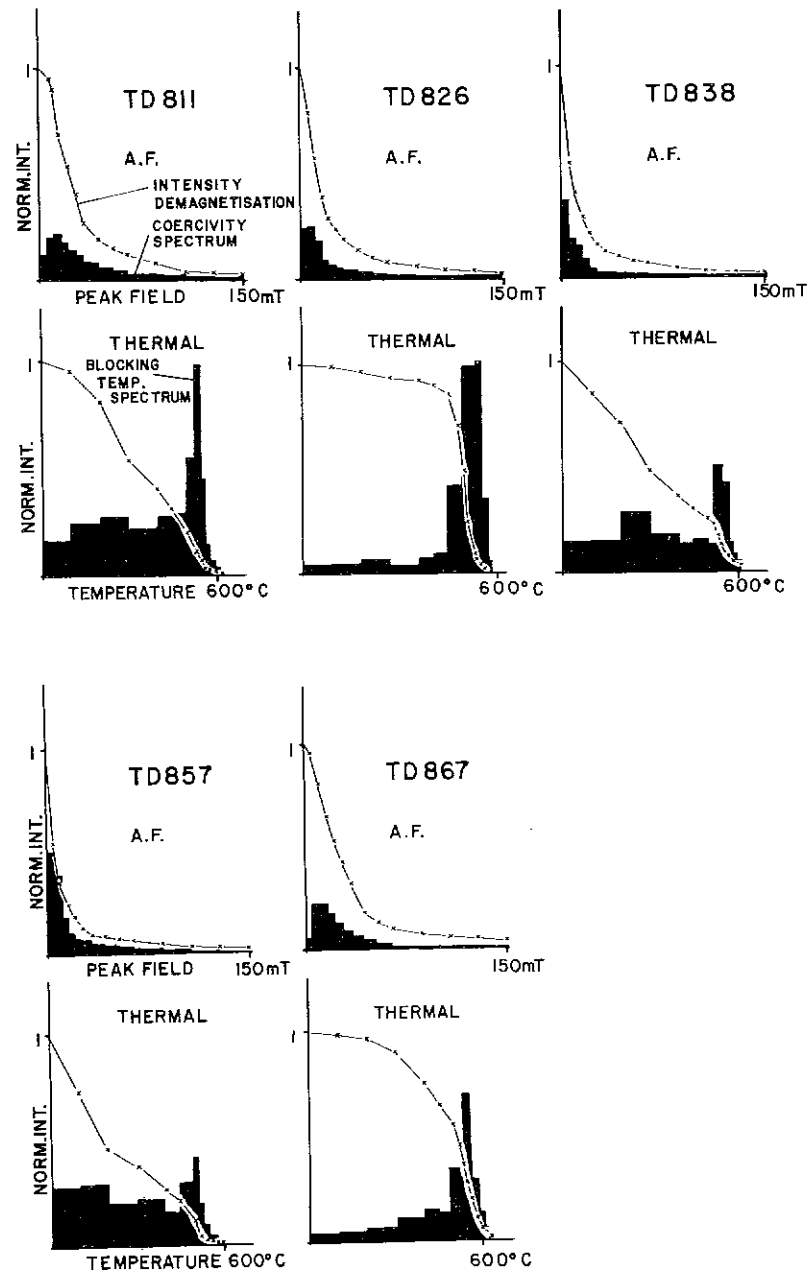 TD 811
TD 826
TD 838
1
1
1
A.F.
A.F.
A.F.
NORM.INT.
INTENSITY
DEMAGNETISATION
COERCIVITY
SPECTRUM
PEAK FIELD
150mT
150mT
150mT
THERMAL
THERMAL
THERMAL
1
1
1
BLOCKING
TEMP.
SPECTRUM
NORM.INT.
TEMPERATURE 600°C
600°C
600°C
TD857
TD867
1
1
A.F.
A.F.
NORM.INT.
PEAK FIELD
150mT
150mT
THERMAL
THERMAL
1
1
NORM.INT.
TEMPERATURE 600°C
600°C